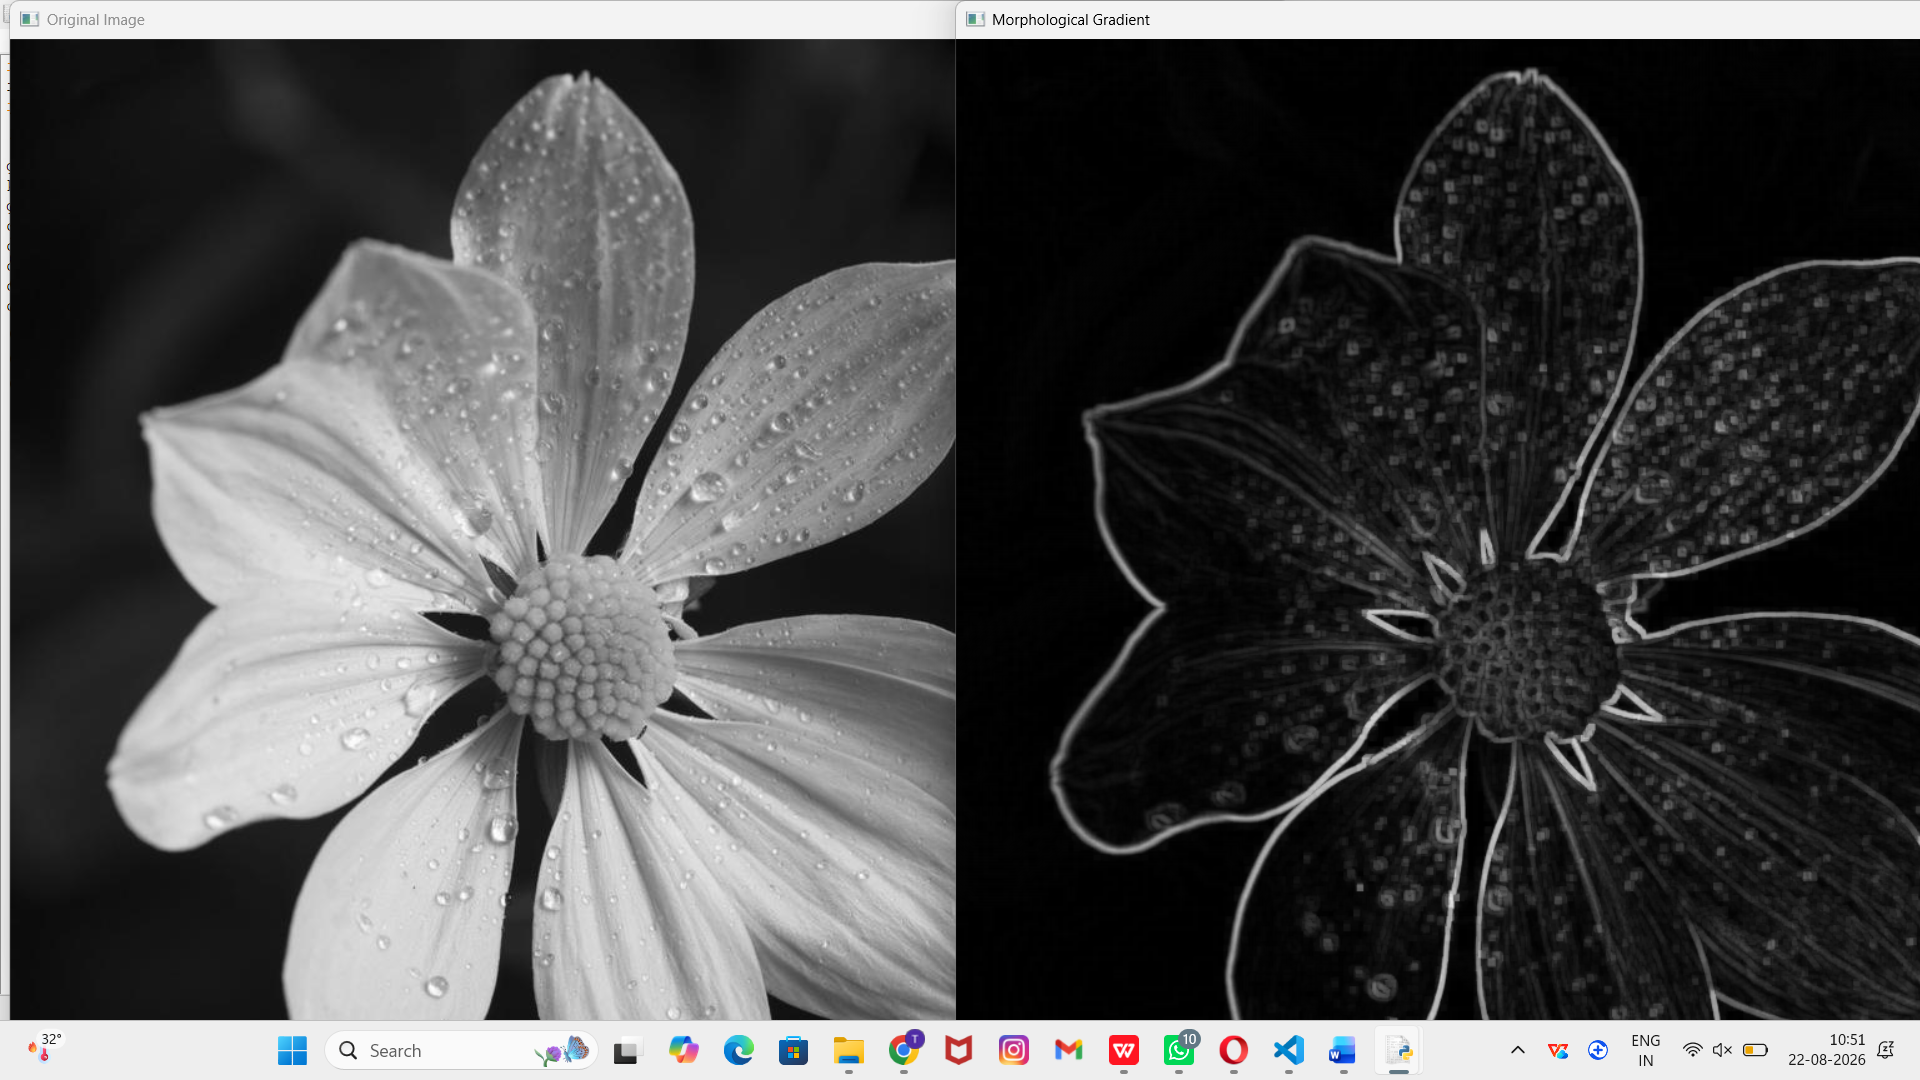 Original Image
Morphological Gradient
32°
Search
T
10
ENG
IN
10:51
22-08-2026